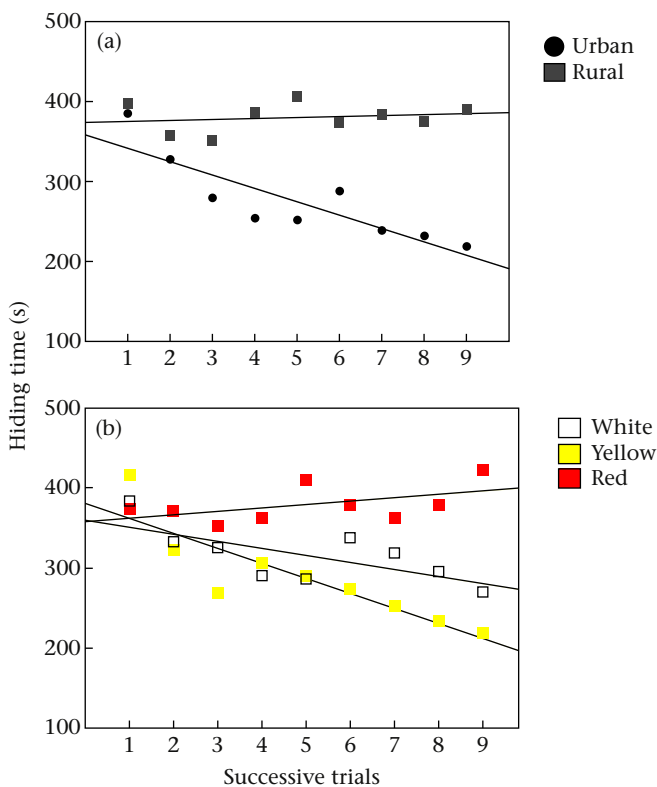 500
(a)
Urban
Rural
400
300
200
100
1 2 3 4 5 6 7 8 9
Hiding time (s)
500
(b)
White
Yellow
Red
400
300
200
100
1 2 3 4 5 6 7 8 9
Successive trials